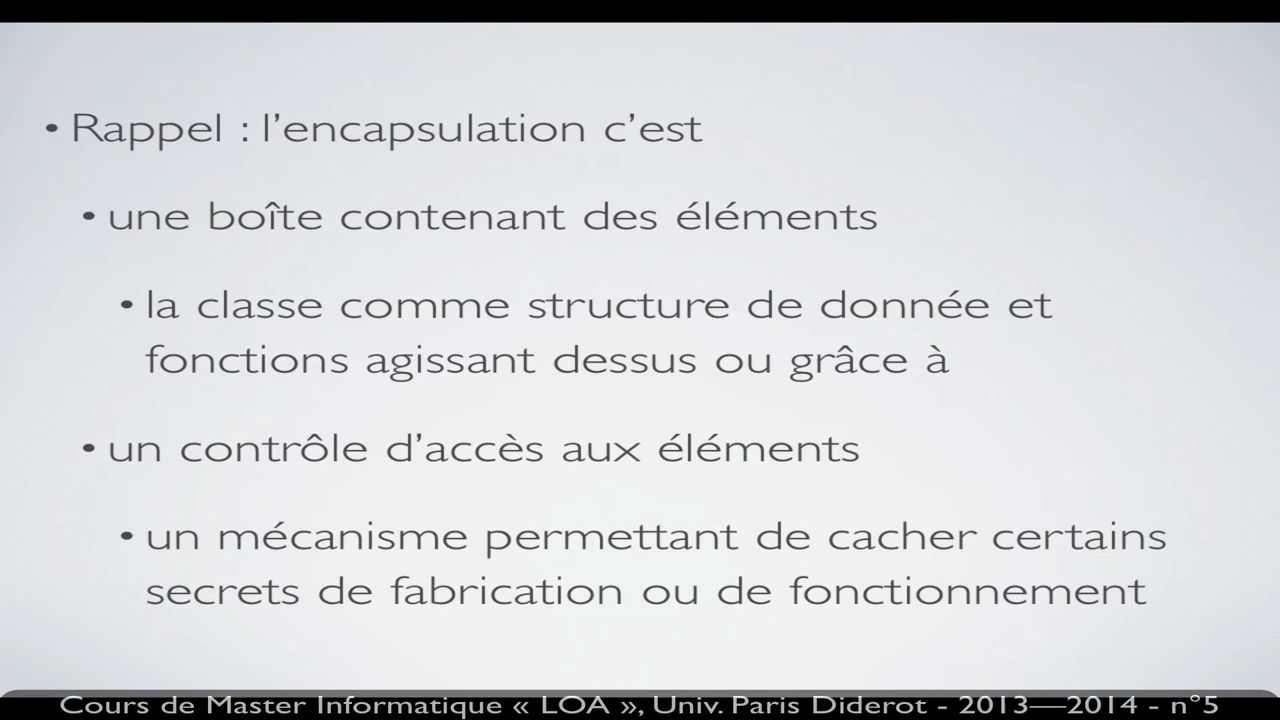 • Rappel : l’encapsulation c’est
• une boîte contenant des éléments
• la classe comme structure de donnée et
fonctions agissant dessus ou grâce à
• un contrôle d’accès aux éléments
• un mécanisme permettant de cacher certains
secrets de fabrication ou de fonctionnement
Cours de Master Informatique « LOA », Univ. Paris Diderot - 2013—2014 - n°5